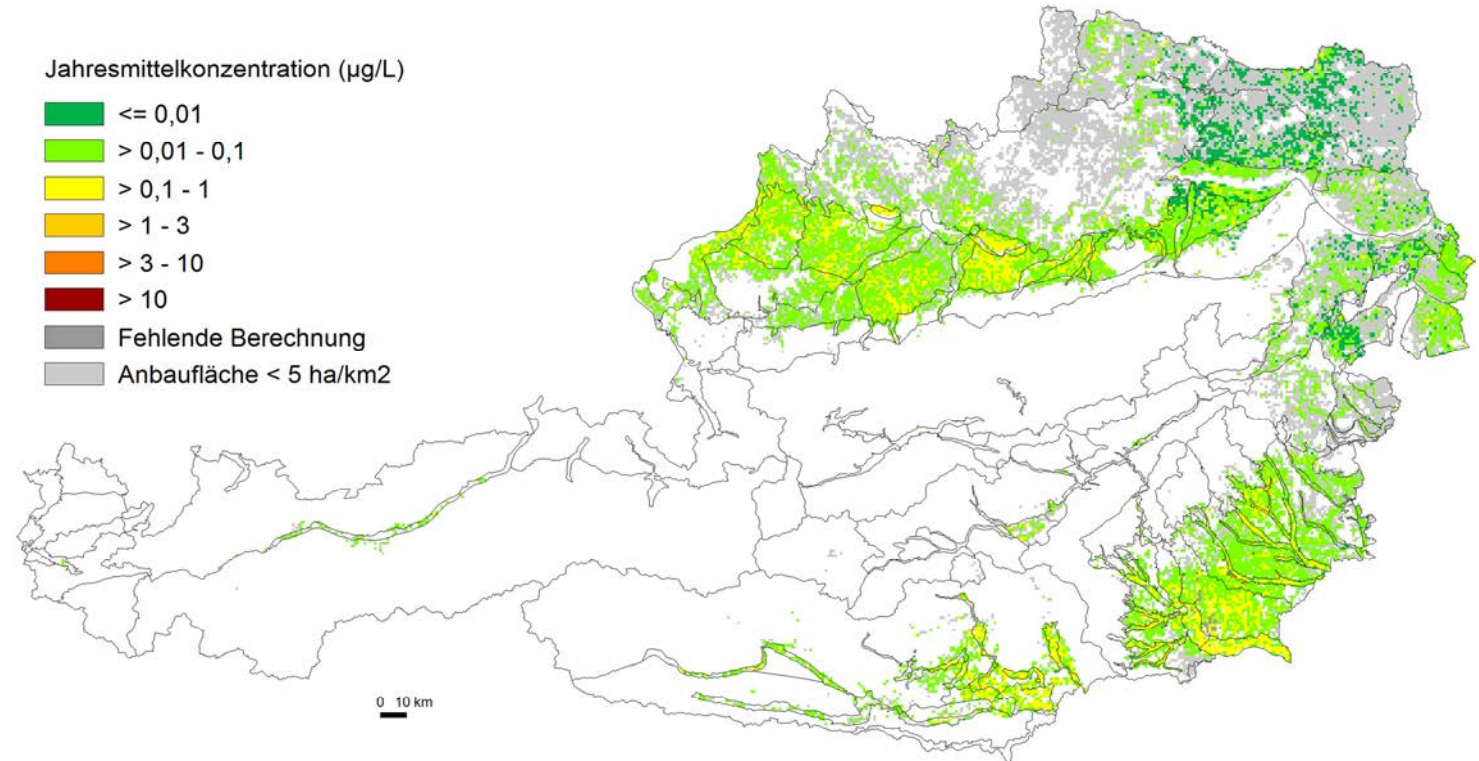 Jahresmittelkonzentration (µg/L)
<= 0,01
> 0,01 - 0,1
> 0,1 - 1
> 1 - 3
> 3 - 10
> 10
Fehlende Berechnung
Anbaufläche < 5 ha/km2
0 10 km